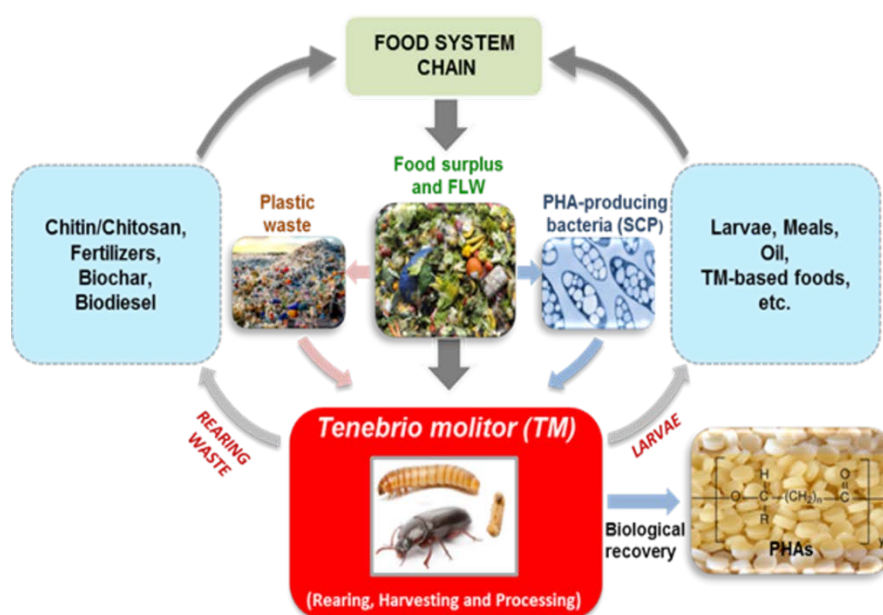 FOOD SYSTEM
CHAIN
Food surplus
and FLW
Plastic
waste
PHA-producing
bacteria (SCP)
Chitin/Chitosan,
Fertilizers,
Biochar,
Biodiesel
Larvae, Meals,
Oil,
TM-based foods,
etc.
REARING
WASTE
LARVAE
Tenebrio molitor (TM)
(Rearing, Harvesting and Processing)
Biological
recovery
H O
O C (CH₂)n C
R
y
PHAs